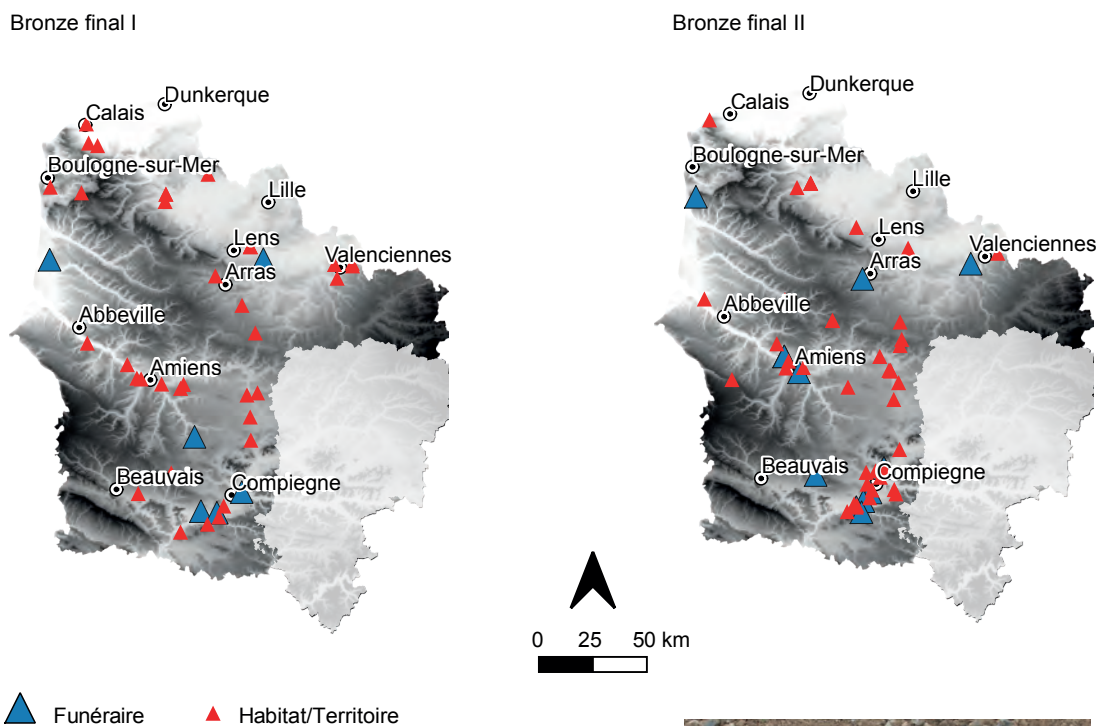 Bronze final I
Bronze final II
Dunkerque
Calais
Boulogne-sur-Mer
Lille
Lens
Valenciennes
Arras
Abbeville
Amiens
Beauvais
Compiegne
Dunkerque
Calais
Boulogne-sur-Mer
Lille
Lens
Valenciennes
Arras
Abbeville
Amiens
Beauvais
Compiegne
0 25 50 km
Funéraire
Habitat/Territoire